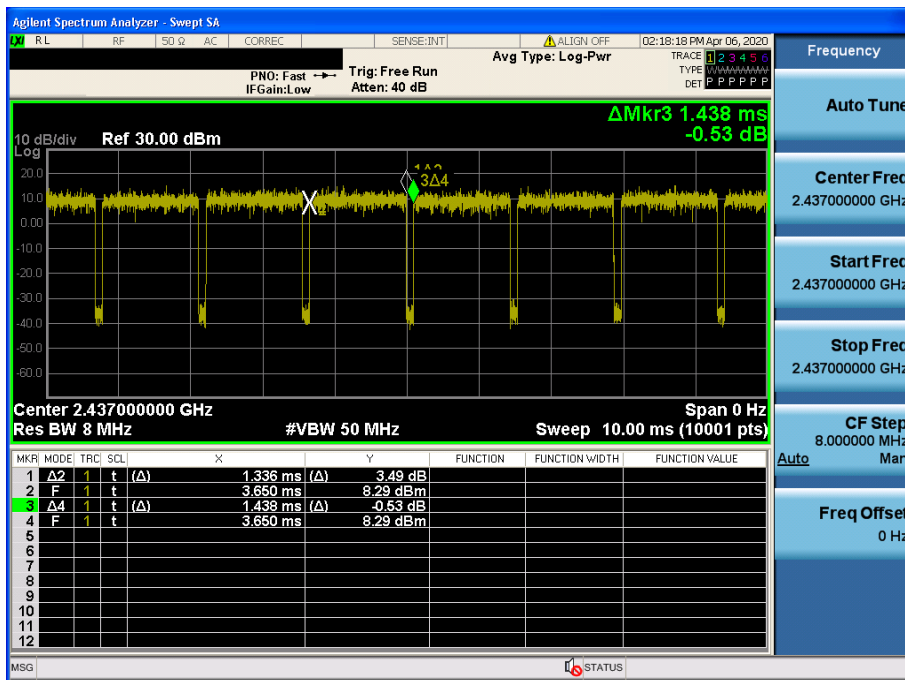 Agilent Spectrum Analyzer - Swept SA
LXI RL RF 50 Ω AC CORREC SENSE:INT ALIGN OFF 02:18:18 PM Apr 06, 2020
Avg Type: Log-Pwr
TRACE 1 2 3 4 5 6
TYPE WWWWWW
DET P P P P P P
PNO: Fast
IFGain:Low
Trig: Free Run
Atten: 40 dB
Frequency
Auto Tune
ΔMkr3 1.438 ms
-0.53 dB
10 dB/div Ref 30.00 dBm
Log
20.0
10.0
0.00
-10.0
-20.0
-30.0
-40.0
-50.0
-60.0
3Δ4
Center Freq
2.437000000 GHz
Start Freq
2.437000000 GHz
Stop Freq
2.437000000 GHz
CF Step
8.000000 MHz
Auto Man
Freq Offset
0 Hz
Center 2.437000000 GHz Span 0 Hz
Res BW 8 MHz #VBW 50 MHz Sweep 10.00 ms (10001 pts)
MKR MODE TRC SCL X Y FUNCTION FUNCTION WIDTH FUNCTION VALUE
1 Δ2 1 t (Δ) 1.336 ms (Δ) 3.49 dB
2 F 1 t 3.650 ms 8.29 dBm
3 Δ4 1 t (Δ) 1.438 ms (Δ) -0.53 dB
4 F 1 t 3.650 ms 8.29 dBm
5
6
7
8
9
10
11
12
MSG STATUS